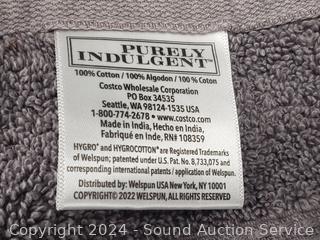 PURELY
INDULGENT™
100% Cotton / 100% Algodon / 100 % Coton
Costco Wholesale Corporation
PO Box 34535
Seattle, WA 98124-1535 USA
1-800-774-2678 • www.costco.com
Made in India, Hecho en India,
Fabriqué en Inde, RN# 108359
HYGRO® and HYGROCOTTON® are Registered Trademarks
of Welspun; patented under U.S. Pat. No. 8,733,075 and
corresponding international patents / application of Welspun.
Distributed by: Welspun USA New York, NY 10001
COPYRIGHT© 2022 WELSPUN, ALL RIGHTS RESERVED.
Copyright © 2024 - Sound Auction Service